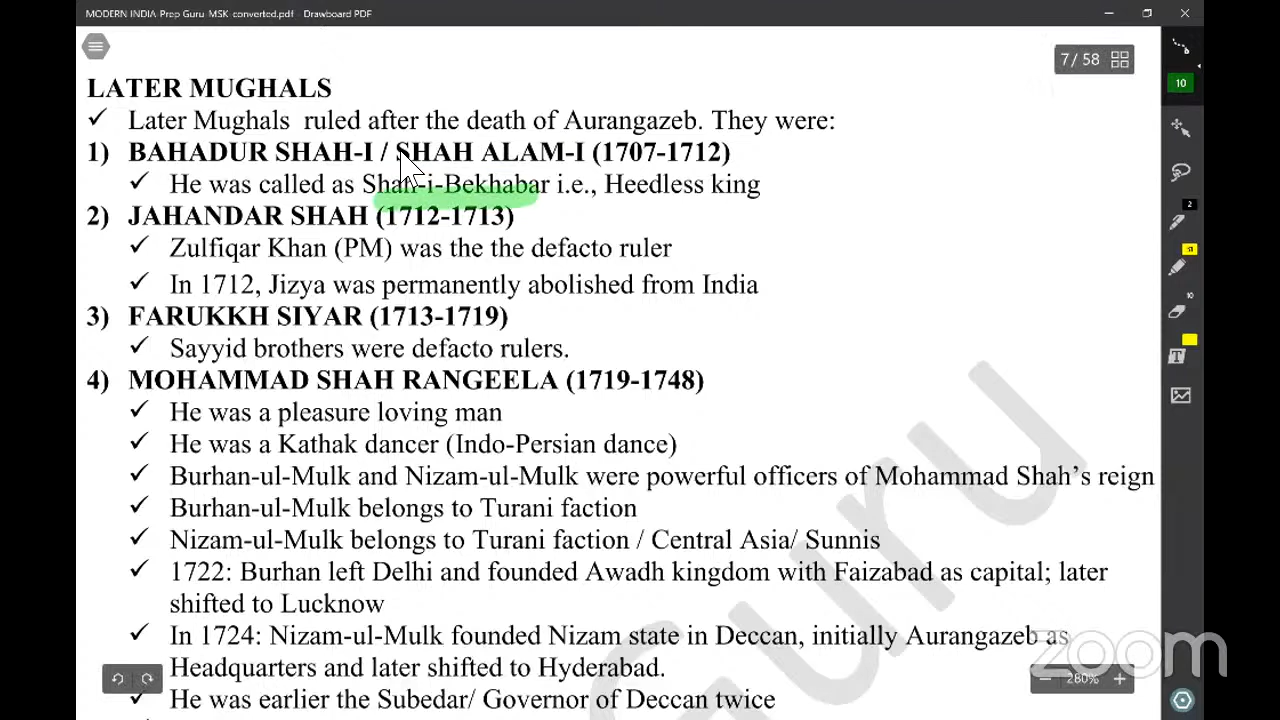 MODERN INDIA-Prep Guru-MSK-converted.pdf - Drawboard PDF
7 / 58
10
LATER MUGHALS
✓ Later Mughals ruled after the death of Aurangazeb. They were:
1) BAHADUR SHAH-I / SHAH ALAM-I (1707-1712)
✓ He was called as Shah-i-Bekhabar i.e., Heedless king
2) JAHANDAR SHAH (1712-1713)
✓ Zulfiqar Khan (PM) was the the defacto ruler
✓ In 1712, Jizya was permanently abolished from India
3) FARUKKH SIYAR (1713-1719)
✓ Sayyid brothers were defacto rulers.
4) MOHAMMAD SHAH RANGEELA (1719-1748)
✓ He was a pleasure loving man
✓ He was a Kathak dancer (Indo-Persian dance)
✓ Burhan-ul-Mulk and Nizam-ul-Mulk were powerful officers of Mohammad Shah's reign
✓ Burhan-ul-Mulk belongs to Turani faction
✓ Nizam-ul-Mulk belongs to Turani faction / Central Asia/ Sunnis
✓ 1722: Burhan left Delhi and founded Awadh kingdom with Faizabad as capital; later
shifted to Lucknow
✓ In 1724: Nizam-ul-Mulk founded Nizam state in Deccan, initially Aurangazeb as
Headquarters and later shifted to Hyderabad.
✓ He was earlier the Subedar/ Governor of Deccan twice
2
10
T
Guru
zoom
280%